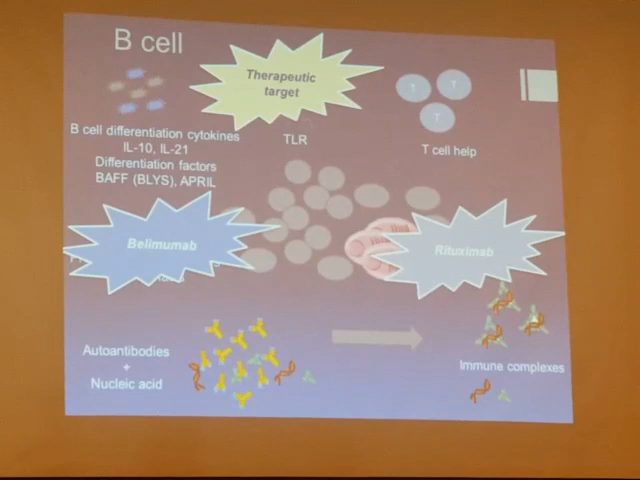 B cell
Therapeutic
target
B cell differentiation cytokines
IL-10, IL-21
Differentiation factors
BAFF (BLYS), APRIL
TLR
T
T
T
T cell help
Belimumab
Rituximab
Autoantibodies
+
Nucleic acid
Immune complexes